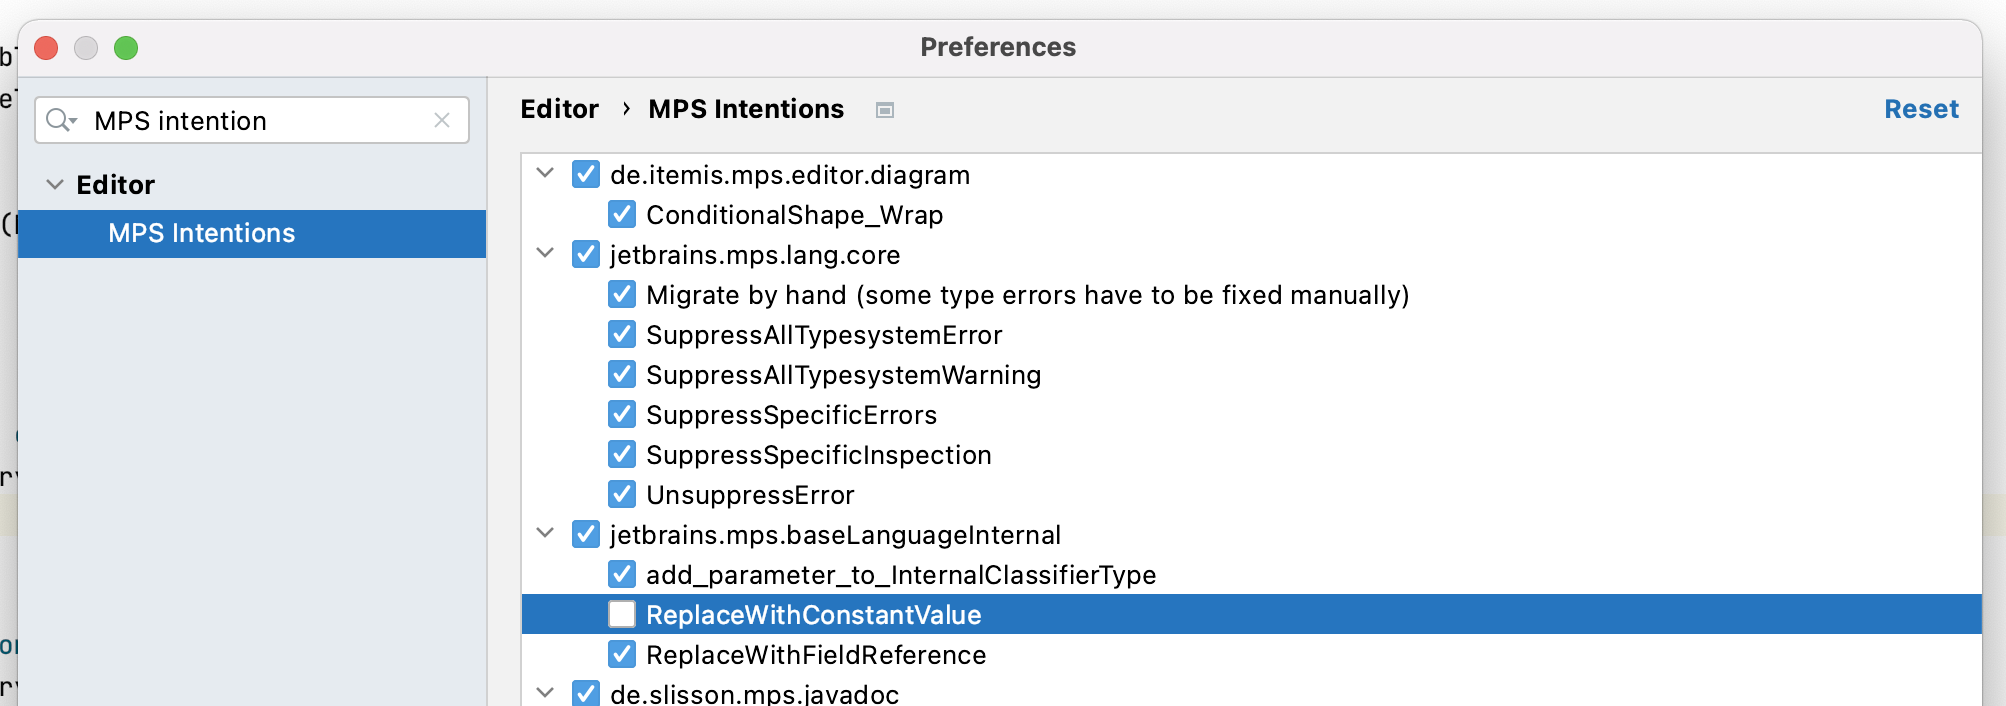 Preferences
MPS intention
Editor › MPS Intentions
Reset
Editor
MPS Intentions
de.itemis.mps.editor.diagram
ConditionalShape_Wrap
jetbrains.mps.lang.core
Migrate by hand (some type errors have to be fixed manually)
SuppressAllTypesystemError
SuppressAllTypesystemWarning
SuppressSpecificErrors
SuppressSpecificInspection
UnsuppressError
jetbrains.mps.baseLanguageInternal
add_parameter_to_InternalClassifierType
ReplaceWithConstantValue
ReplaceWithFieldReference
de.slisson.mps.javadoc